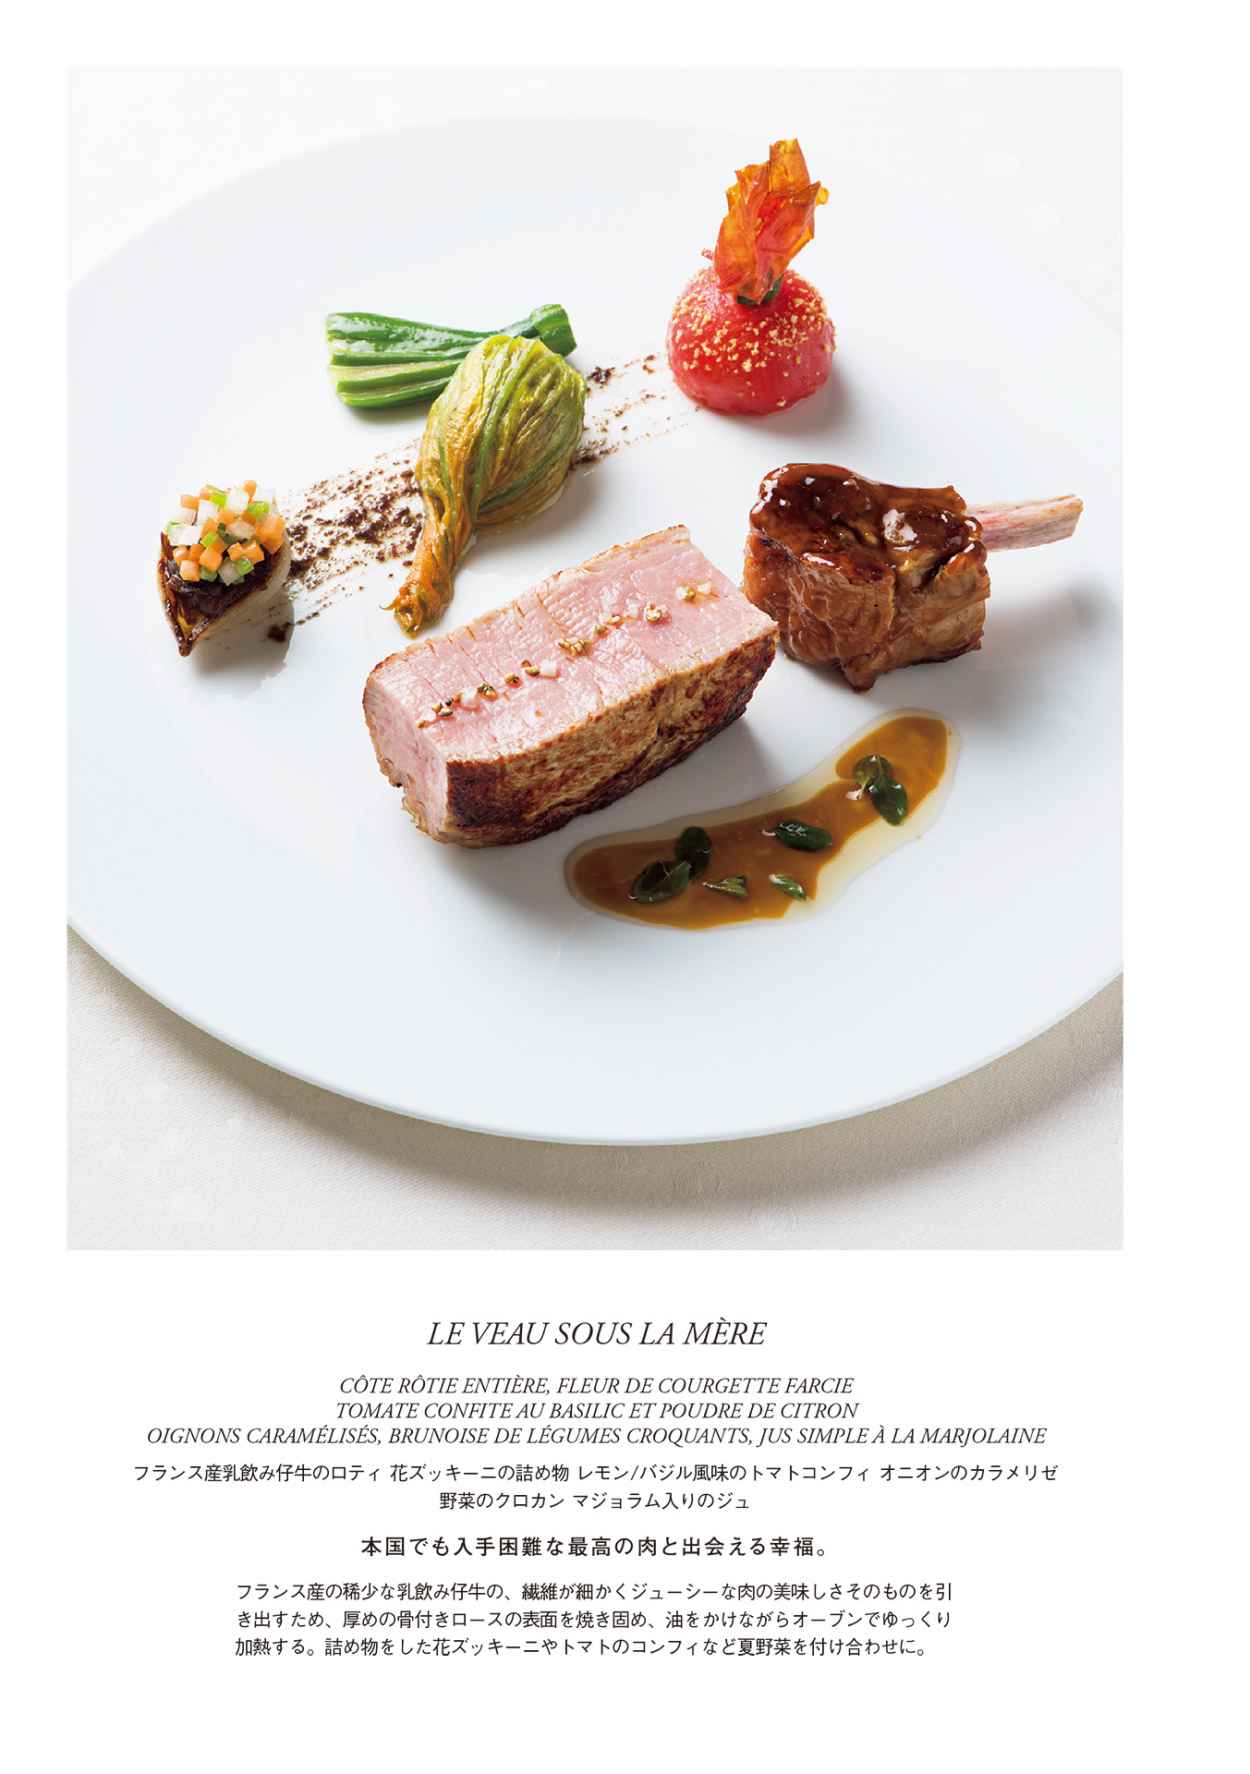 LE VEAU SOUS LA MÈRE
CÔTE RÔTIE ENTIÈRE, FLEUR DE COURGETTE FARCIE
TOMATE CONFITE AU BASILIC ET POUDRE DE CITRON
OIGNONS CARAMÉLISÉS, BRUNOISE DE LÉGUMES CROQUANTS, JUS SIMPLE À LA MARJOLAINE
フランス産乳飲み仔牛のロティ 花ズッキーニの詰め物 レモン/バジル風味のトマトコンフィ オニオンのカラメリゼ
野菜のクロカン マジョラム入りのジュ
本国でも入手困難な最高の肉と出会える幸福。
フランス産の稀少な乳飲み仔牛の、繊維が細かくジューシーな肉の美味しさそのものを引
き出すため、厚めの骨付きロースの表面を焼き固め、油をかけながらオーブンでゆっくり
加熱する。詰め物をした花ズッキーニやトマトのコンフィなど夏野菜を付け合わせに。